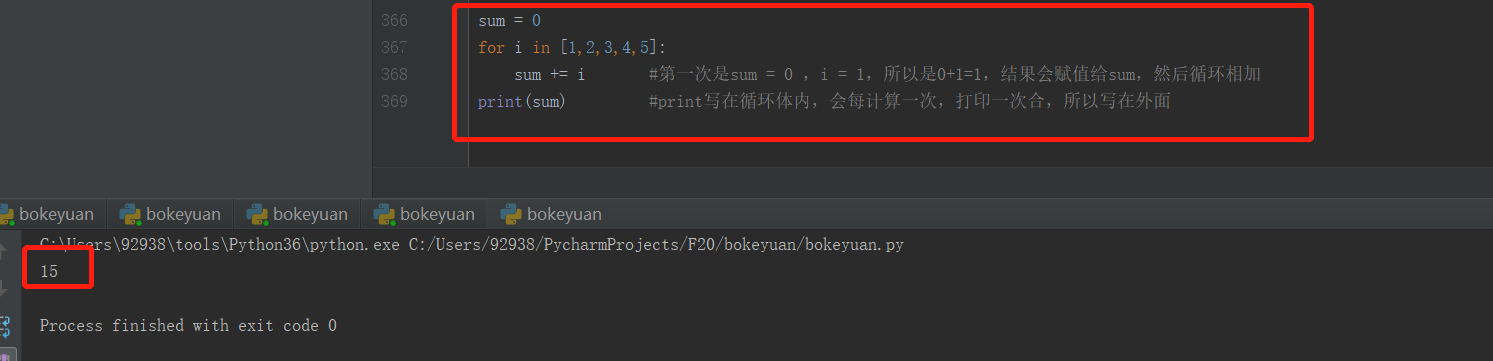 366 sum = 0
367 for i in [1,2,3,4,5]:
368     sum += i       #第一次是sum = 0 , i = 1, 所以是0+1=1, 结果会赋值给sum, 然后循环相加
369 print(sum)         #print写在循环体内, 会每计算一次, 打印一次合, 所以写在外面
bokeyuan bokeyuan bokeyuan bokeyuan bokeyuan
C:\Users\92938\tools\Python36\python.exe C:/Users/92938/PycharmProjects/F20/bokeyuan/bokeyuan.py
15
Process finished with exit code 0